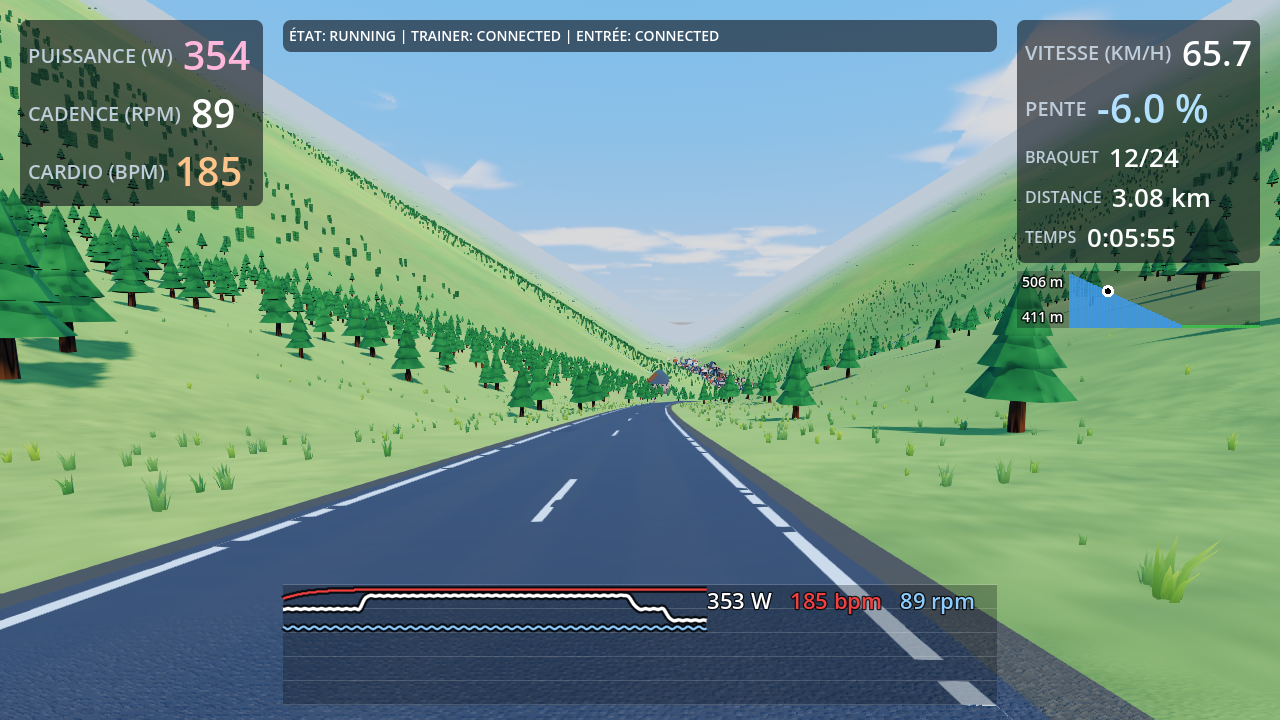 PUISSANCE (W) 354
CADENCE (RPM) 89
CARDIO (BPM) 185
ÉTAT: RUNNING | TRAINER: CONNECTED | ENTRÉE: CONNECTED
VITESSE (KM/H) 65.7
PENTE -6.0 %
BRAQUET 12/24
DISTANCE 3.08 km
TEMPS 0:05:55
506 m
411 m
353 W 185 bpm 89 rpm